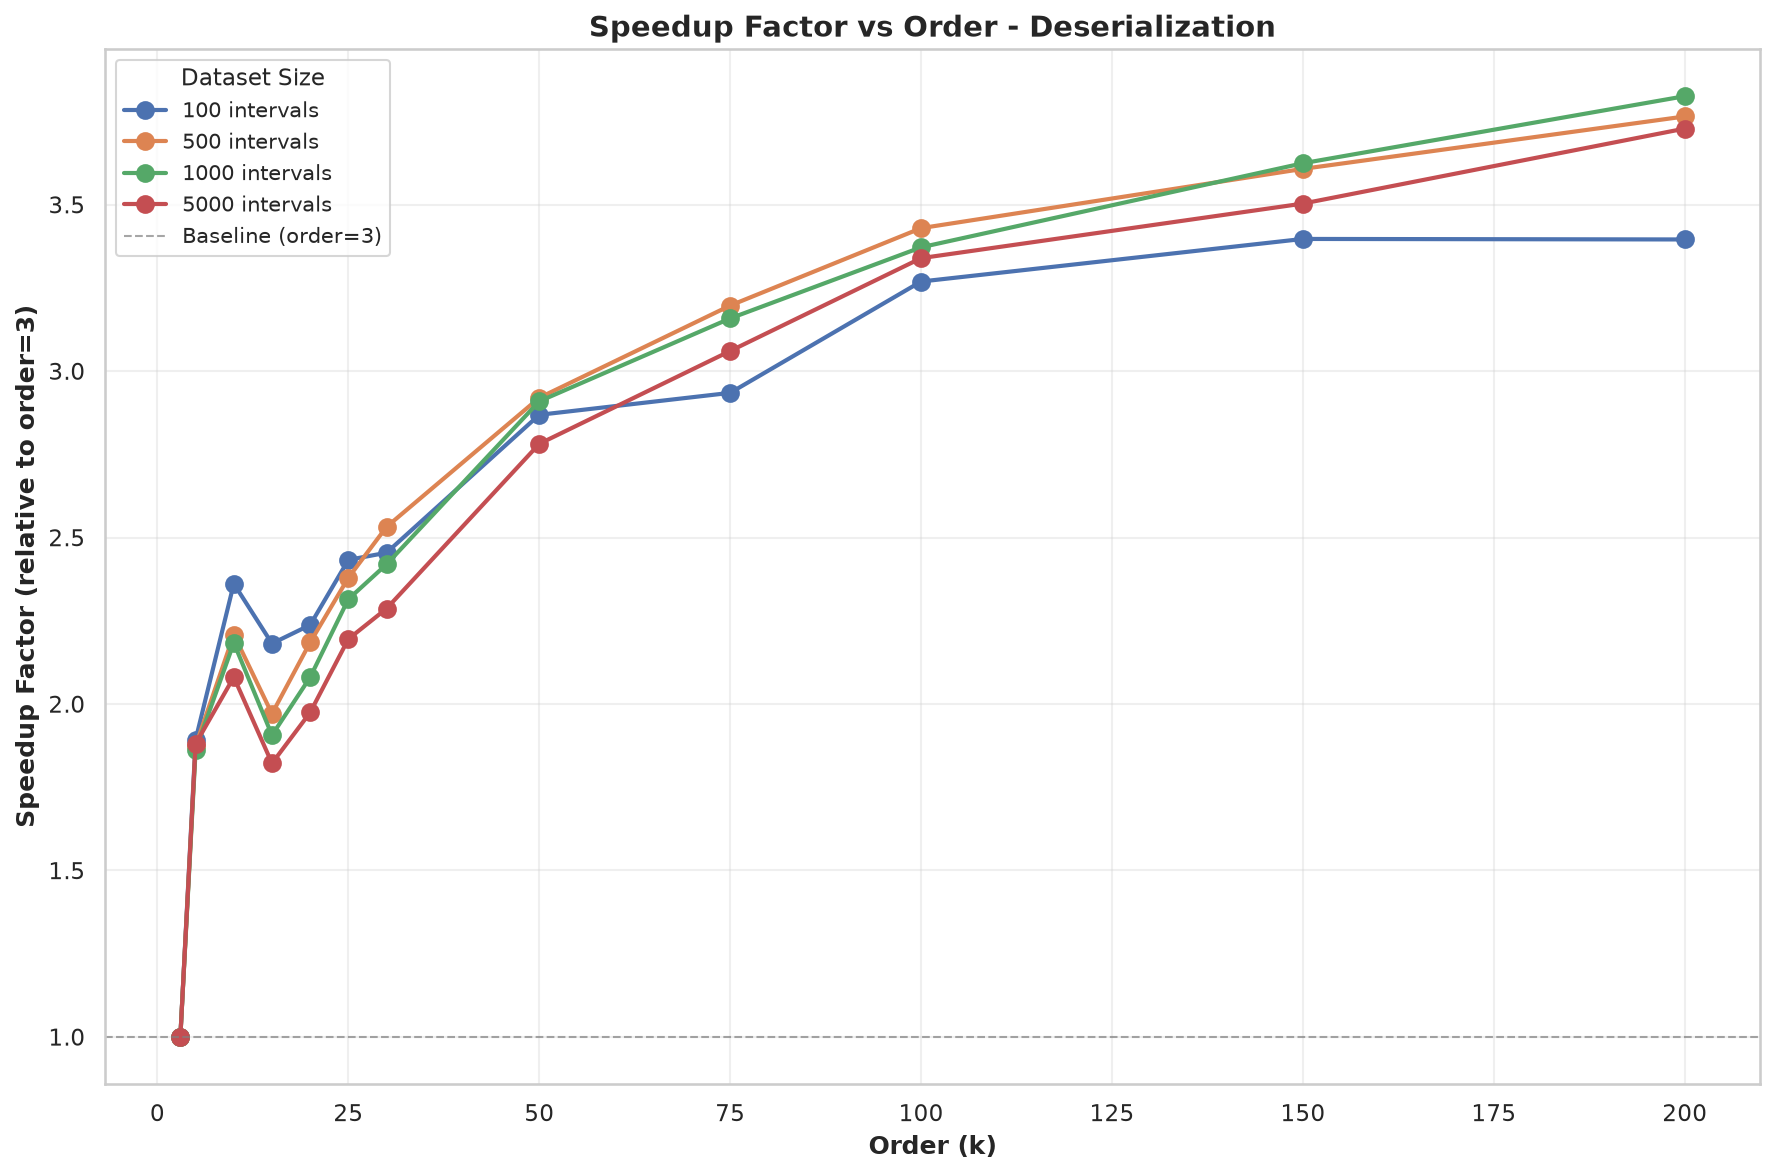 Speedup Factor vs Order - Deserialization
Dataset Size
100 intervals
500 intervals
1000 intervals
5000 intervals
Baseline (order=3)
Speedup Factor (relative to order=3)
3.5
3.0
2.5
2.0
1.5
1.0
0 25 50 75 100 125 150 175 200
Order (k)